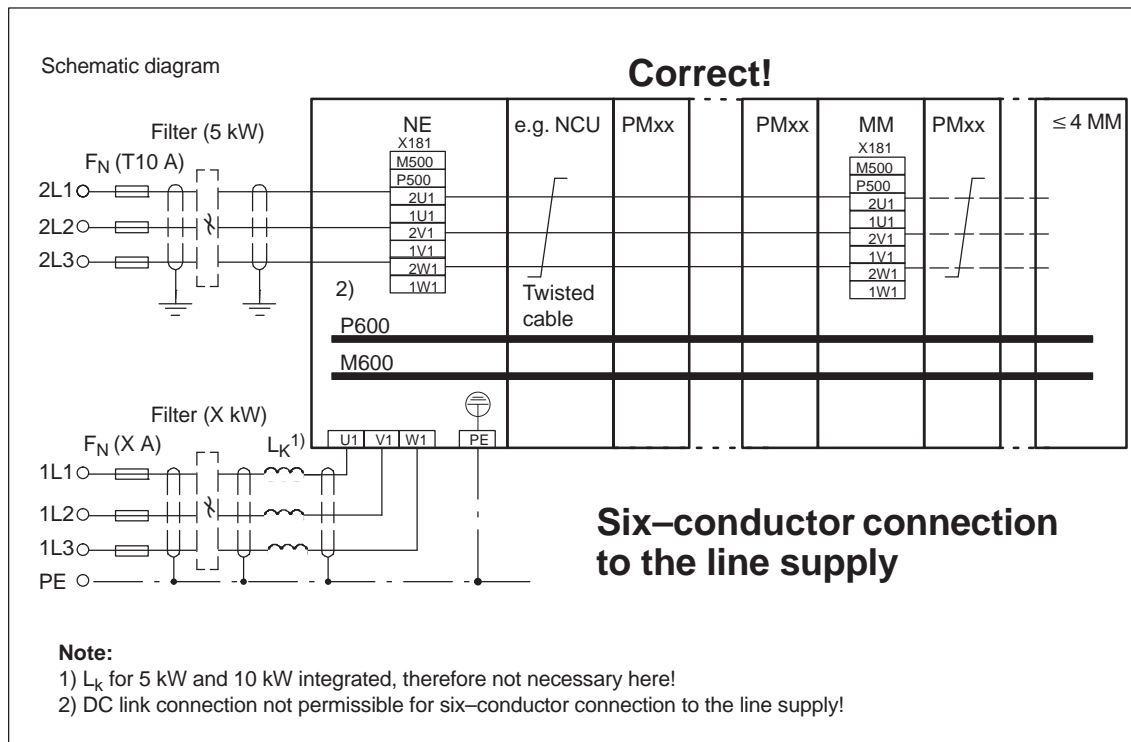 Schematic diagram
Correct!
Filter (5 kW)
FN (T10 A)
2L1
2L2
2L3
NE
X181
M500
P500
2U1
1U1
2V1
1V1
2W1
1W1
2)
e.g. NCU
Twisted
cable
PMxx
PMxx
MM
X181
M500
P500
2U1
1U1
2V1
1V1
2W1
1W1
PMxx
≤ 4 MM
P600
M600
Filter (X kW)
FN (X A)
LK1)
U1 V1 W1 PE
1L1
1L2
1L3
PE
Six–conductor connection
to the line supply
Note:
1) Lk for 5 kW and 10 kW integrated, therefore not necessary here!
2) DC link connection not permissible for six–conductor connection to the line supply!